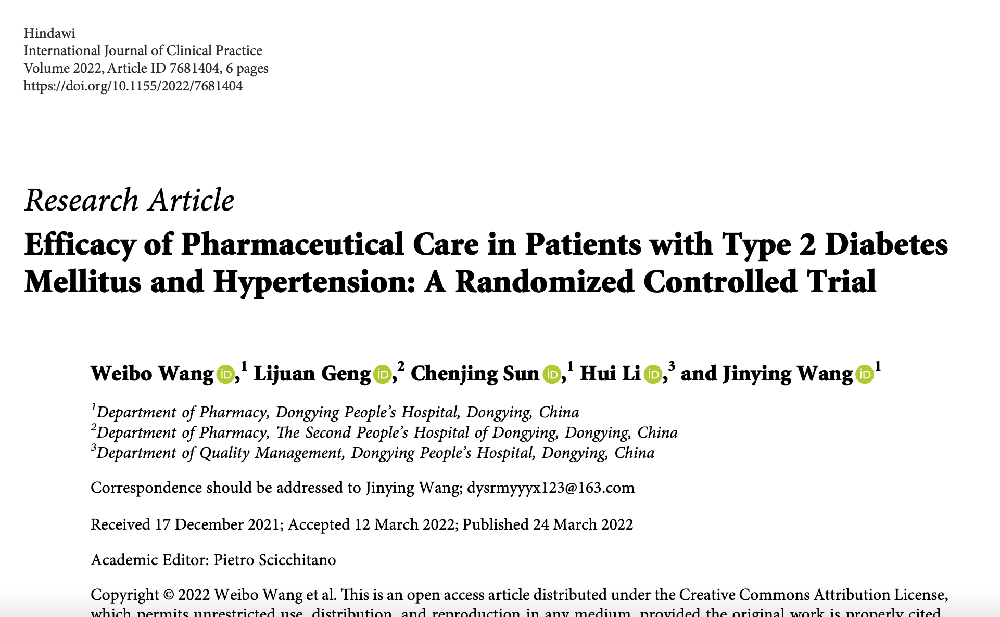 Hindawi
International Journal of Clinical Practice
Volume 2022, Article ID 7681404, 6 pages
https://doi.org/10.1155/2022/7681404
Research Article
Efficacy of Pharmaceutical Care in Patients with Type 2 Diabetes
Mellitus and Hypertension: A Randomized Controlled Trial
Weibo Wang iD,1 Lijuan Geng iD,2 Chenjing Sun iD,1 Hui Li iD,3 and Jinying Wang iD1
1Department of Pharmacy, Dongying People’s Hospital, Dongying, China
2Department of Pharmacy, The Second People’s Hospital of Dongying, Dongying, China
3Department of Quality Management, Dongying People’s Hospital, Dongying, China
Correspondence should be addressed to Jinying Wang; dysrmyyyx123@163.com
Received 17 December 2021; Accepted 12 March 2022; Published 24 March 2022
Academic Editor: Pietro Scicchitano
Copyright © 2022 Weibo Wang et al. This is an open access article distributed under the Creative Commons Attribution License,
which permits unrestricted use, distribution, and reproduction in any medium, provided the original work is properly cited.